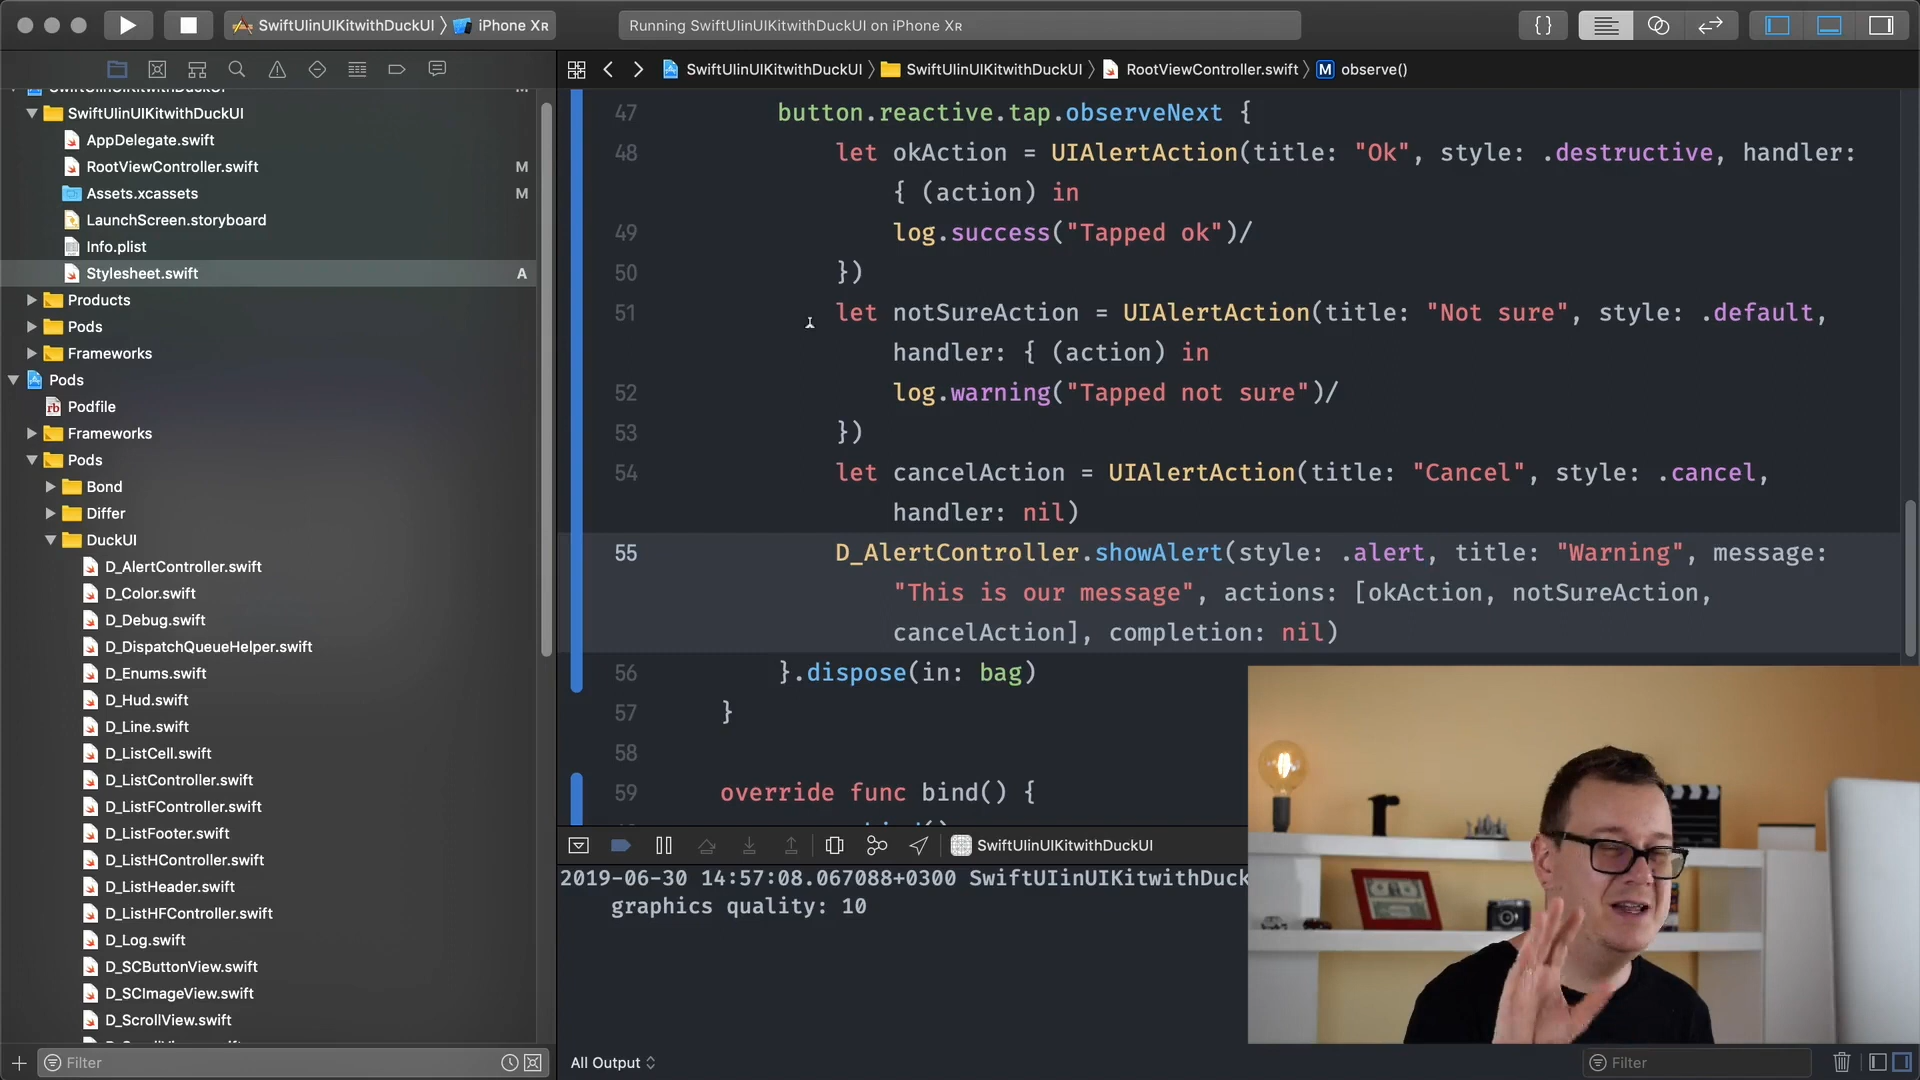 SwiftUIinUIKitwithDuckUI
iPhone XR
Running SwiftUIinUIKitwithDuckUI on iPhone XR
{}
SwiftUIinUIKitwithDuckUI
SwiftUIinUIKitwithDuckUI
RootViewController.swift
M
observe()
SwiftUIinUIKitwithDuckUI
M
SwiftUIinUIKitwithDuckUI
AppDelegate.swift
RootViewController.swift
M
Assets.xcassets
M
LaunchScreen.storyboard
Info.plist
Stylesheet.swift
A
Products
Pods
Frameworks
Pods
rb
Podfile
Frameworks
Pods
Bond
Differ
DuckUI
D_AlertController.swift
D_Color.swift
D_Debug.swift
D_DispatchQueueHelper.swift
D_Enums.swift
D_Hud.swift
D_Line.swift
D_ListCell.swift
D_ListController.swift
D_ListFController.swift
D_ListFooter.swift
D_ListHController.swift
D_ListHeader.swift
D_ListHFController.swift
D_Log.swift
D_SCButtonView.swift
D_SCImageView.swift
D_ScrollView.swift
Filter
47 button.reactive.tap.observeNext {
48 let okAction = UIAlertAction(title: "Ok", style: .destructive, handler:
{ (action) in
49 log.success("Tapped ok")/
50 })
51 let notSureAction = UIAlertAction(title: "Not sure", style: .default,
handler: { (action) in
52 log.warning("Tapped not sure")/
53 })
54 let cancelAction = UIAlertAction(title: "Cancel", style: .cancel,
handler: nil)
55 D_AlertController.showAlert(style: .alert, title: "Warning", message:
"This is our message", actions: [okAction, notSureAction,
cancelAction], completion: nil)
56 }.dispose(in: bag)
57 }
58
59 override func bind() {
SwiftUIinUIKitwithDuckUI
2019-06-30 14:57:08.067088+0300 SwiftUIinUIKitwithDuck
graphics quality: 10
All Output
Filter